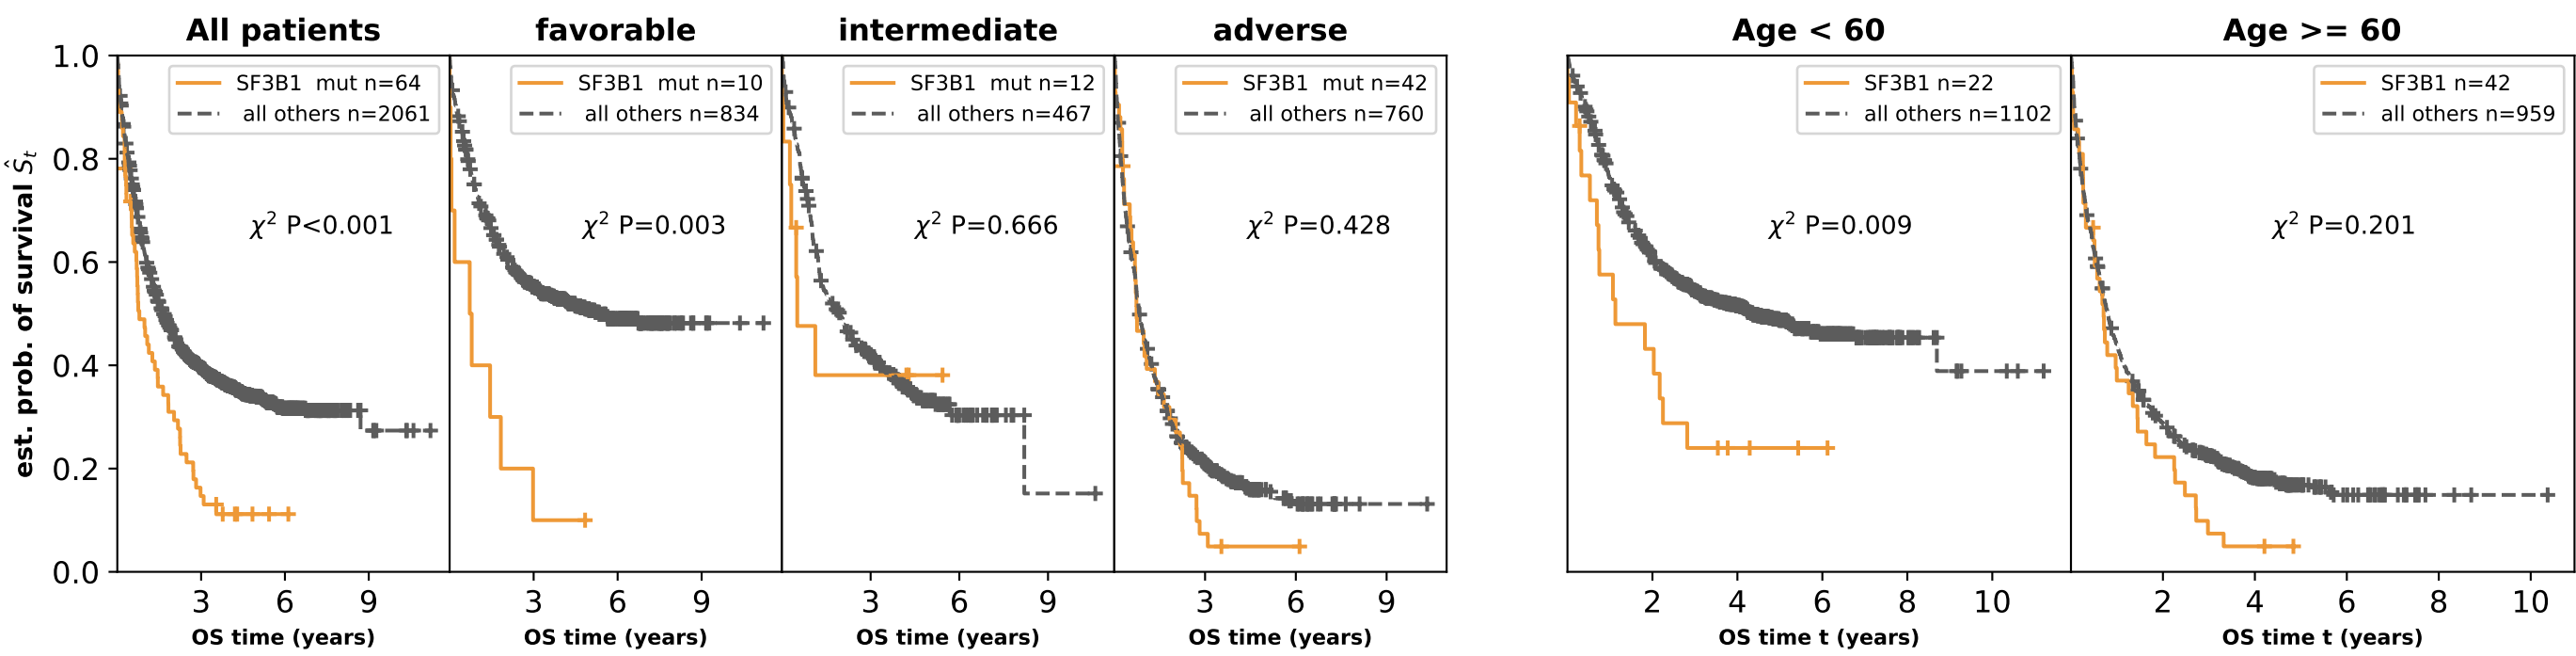 All patients
favorable
intermediate
adverse
Age < 60
Age >= 60
est. prob. of survival Ŝₜ
1.0
0.8
0.6
0.4
0.2
0.0
SF3B1 mut n=64
all others n=2061
χ² P<0.001
3 6 9
OS time (years)
SF3B1 mut n=10
all others n=834
χ² P=0.003
3 6 9
OS time (years)
SF3B1 mut n=12
all others n=467
χ² P=0.666
3 6 9
OS time (years)
SF3B1 mut n=42
all others n=760
χ² P=0.428
3 6 9
OS time (years)
SF3B1 n=22
all others n=1102
χ² P=0.009
2 4 6 8 10
OS time t (years)
SF3B1 n=42
all others n=959
χ² P=0.201
2 4 6 8 10
OS time t (years)